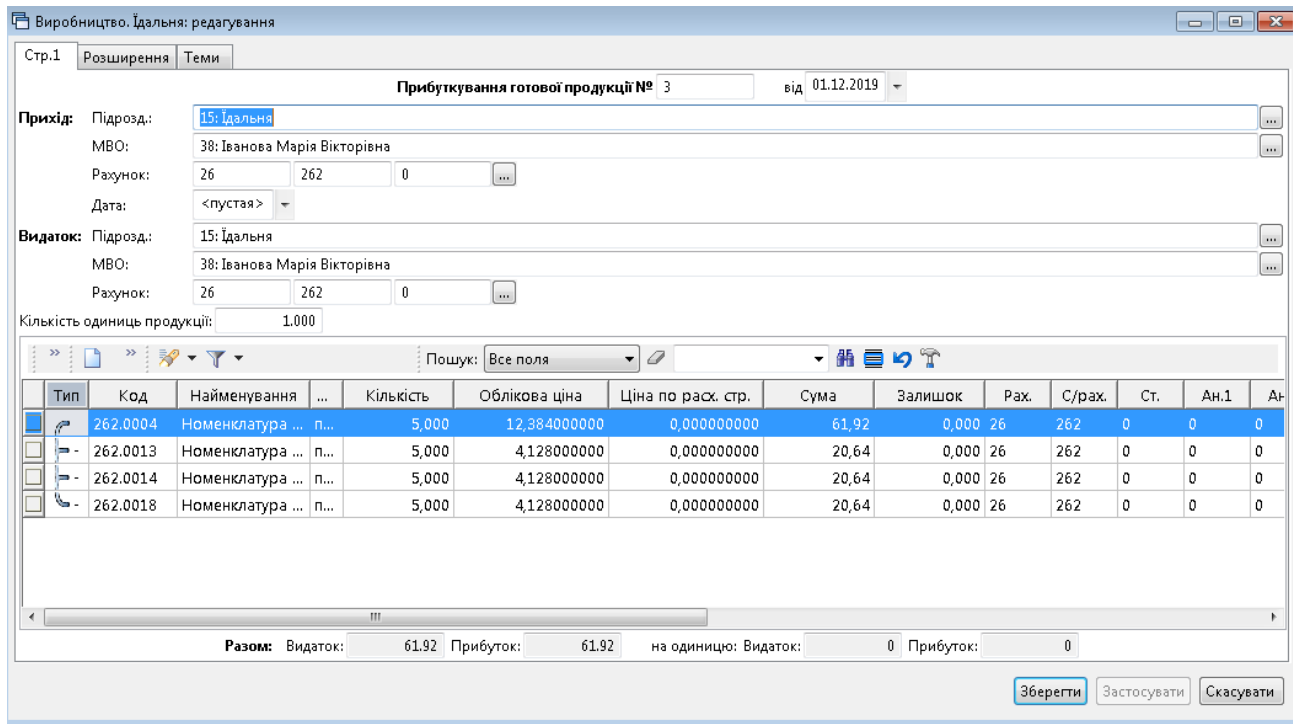 Виробництво. Їдальня: редагування
Стр.1 Розширення Теми
Прибуткування готової продукції № 3 від 01.12.2019
Прихід: Підрозд.: 15: Їдальня ...
МВО: 38: Іванова Марія Вікторівна ...
Рахунок: 26 262 0 ...
Дата: <пустая>
Видаток: Підрозд.: 15: Їдальня ...
МВО: 38: Іванова Марія Вікторівна ...
Рахунок: 26 262 0 ...
Кількість одиниць продукції: 1.000
Пошук: Все поля
Тип Код Найменування ... Кількість Облікова ціна Ціна по расх. стр. Сума Залишок Рах. С/рах. Ст. Ан.1 Ан
262.0004 Номенклатура ... п... 5,000 12,384000000 0,000000000 61,92 0,000 26 262 0 0 0
262.0013 Номенклатура ... п... 5,000 4,128000000 0,000000000 20,64 0,000 26 262 0 0 0
262.0014 Номенклатура ... п... 5,000 4,128000000 0,000000000 20,64 0,000 26 262 0 0 0
262.0018 Номенклатура ... п... 5,000 4,128000000 0,000000000 20,64 0,000 26 262 0 0 0
Разом: Видаток: 61.92 Прибуток: 61.92 на одиницю: Видаток: 0 Прибуток: 0
Зберегти Застосувати Скасувати